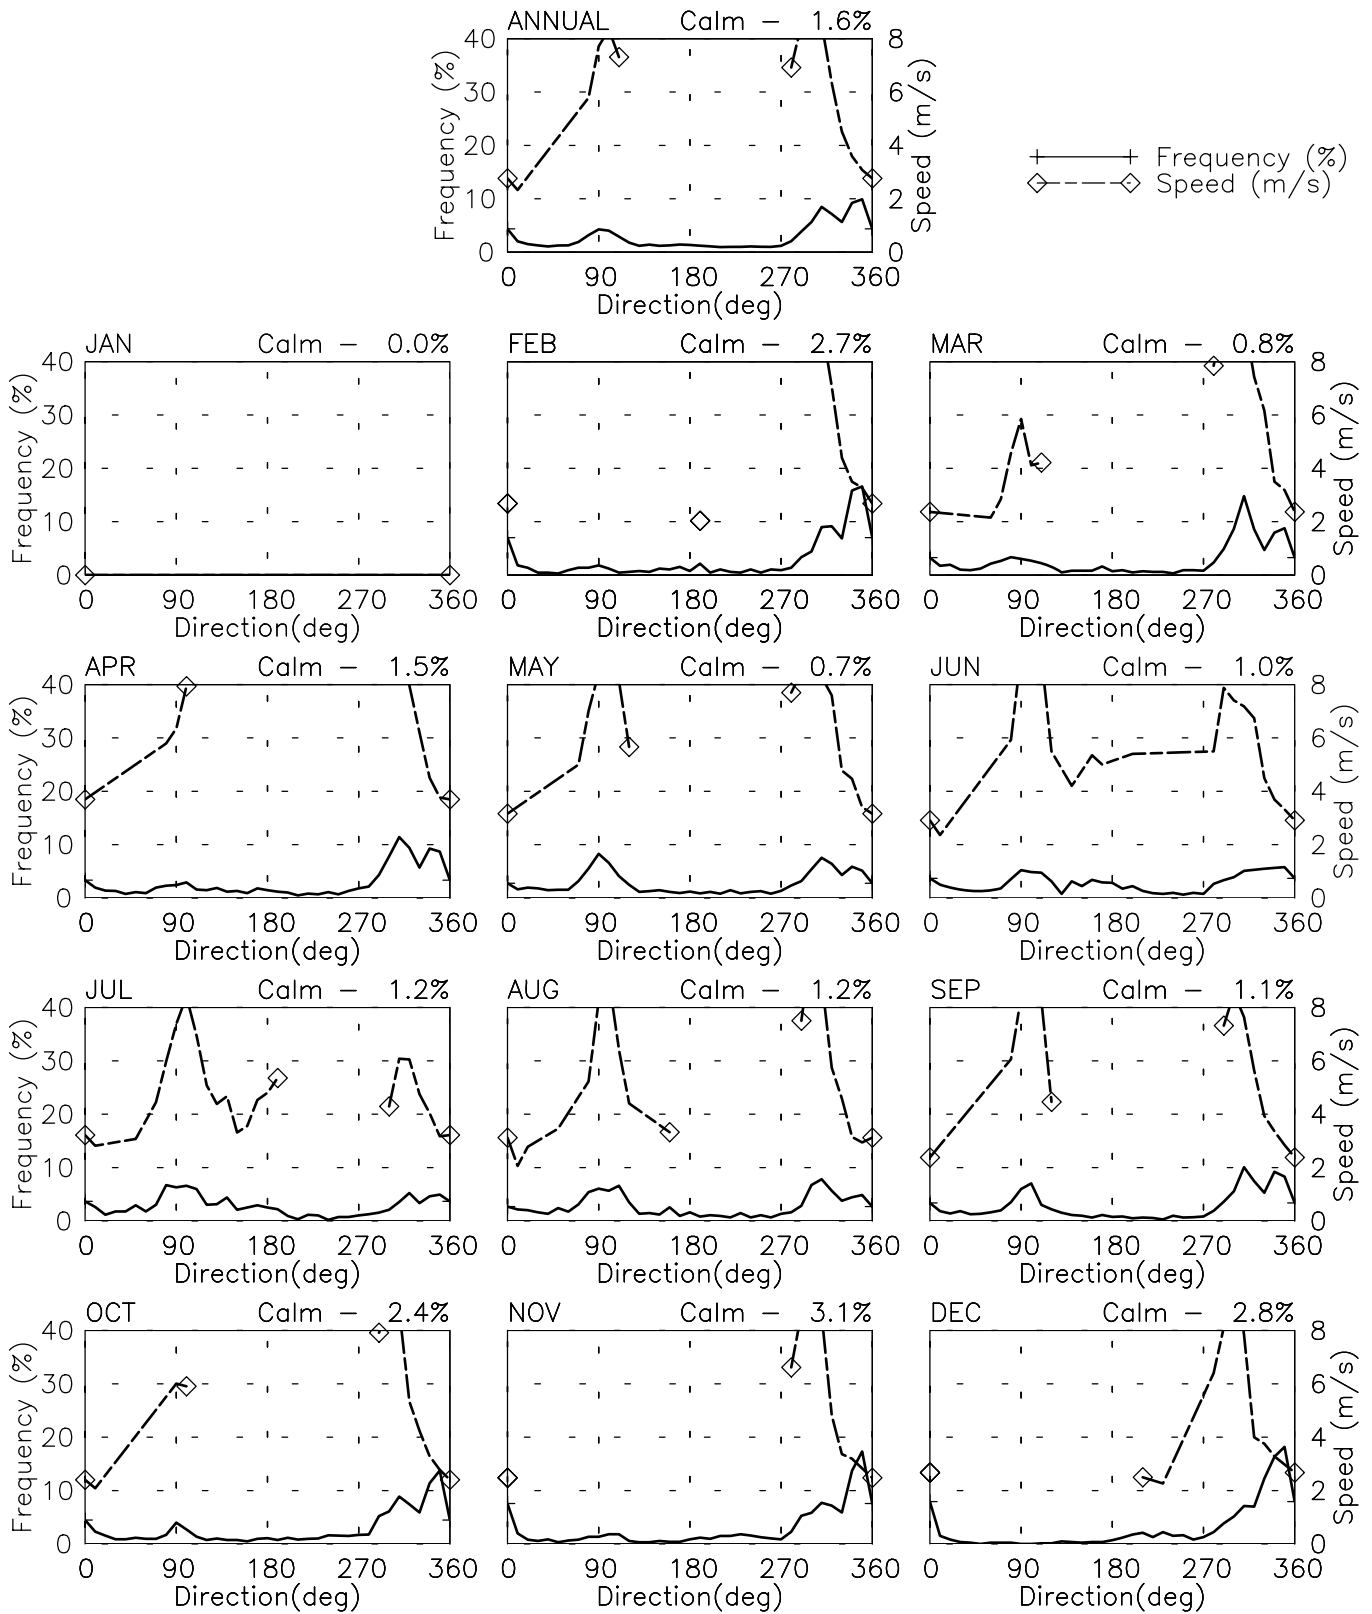 ANNUAL Calm – 1.6%
40 8
30 6
20 4
10 2
0 0
Frequency (%)
Speed (m/s)
0 90 180 270 360
Direction(deg)
Frequency (%)
Speed (m/s)
JAN Calm – 0.0% FEB Calm – 2.7% MAR Calm – 0.8%
40 8
30 6
20 4
10 2
0 0
Frequency (%)
Speed (m/s)
0 90 180 270 360 0 90 180 270 360 0 90 180 270 360
Direction(deg) Direction(deg) Direction(deg)
APR Calm – 1.5% MAY Calm – 0.7% JUN Calm – 1.0%
40 8
30 6
20 4
10 2
0 0
Frequency (%)
Speed (m/s)
0 90 180 270 360 0 90 180 270 360 0 90 180 270 360
Direction(deg) Direction(deg) Direction(deg)
JUL Calm – 1.2% AUG Calm – 1.2% SEP Calm – 1.1%
40 8
30 6
20 4
10 2
0 0
Frequency (%)
Speed (m/s)
0 90 180 270 360 0 90 180 270 360 0 90 180 270 360
Direction(deg) Direction(deg) Direction(deg)
OCT Calm – 2.4% NOV Calm – 3.1% DEC Calm – 2.8%
40 8
30 6
20 4
10 2
0 0
Frequency (%)
Speed (m/s)
0 90 180 270 360 0 90 180 270 360 0 90 180 270 360
Direction(deg) Direction(deg) Direction(deg)